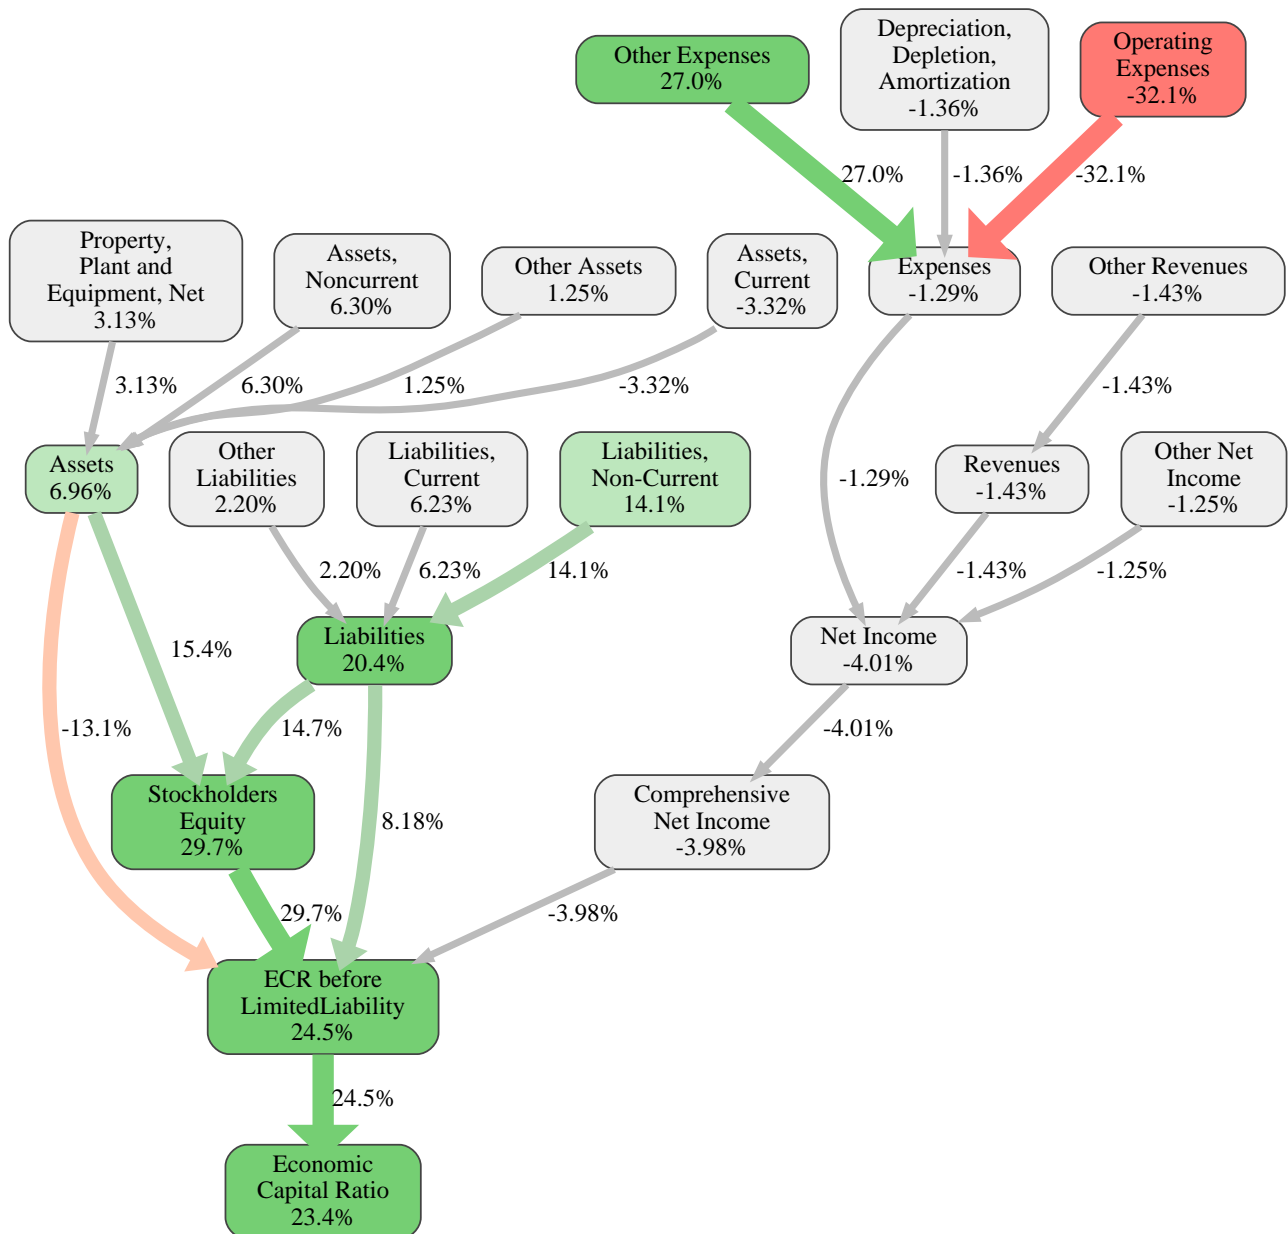 Other Expenses
27.0%
Depreciation,
Depletion,
Amortization
-1.36%
Operating
Expenses
-32.1%
27.0%
-1.36%
-32.1%
Property,
Plant and
Equipment, Net
3.13%
Assets,
Noncurrent
6.30%
Other Assets
1.25%
Assets,
Current
-3.32%
Expenses
-1.29%
Other Revenues
-1.43%
3.13%
6.30%
1.25%
-3.32%
-1.43%
Assets
6.96%
Other
Liabilities
2.20%
Liabilities,
Current
6.23%
Liabilities,
Non-Current
14.1%
-1.29%
Revenues
-1.43%
Other Net
Income
-1.25%
2.20%
6.23%
14.1%
-1.43%
-1.25%
15.4%
Liabilities
20.4%
Net Income
-4.01%
-13.1%
14.7%
-4.01%
Stockholders
Equity
29.7%
8.18%
Comprehensive
Net Income
-3.98%
29.7%
-3.98%
ECR before
LimitedLiability
24.5%
24.5%
Economic
Capital Ratio
23.4%